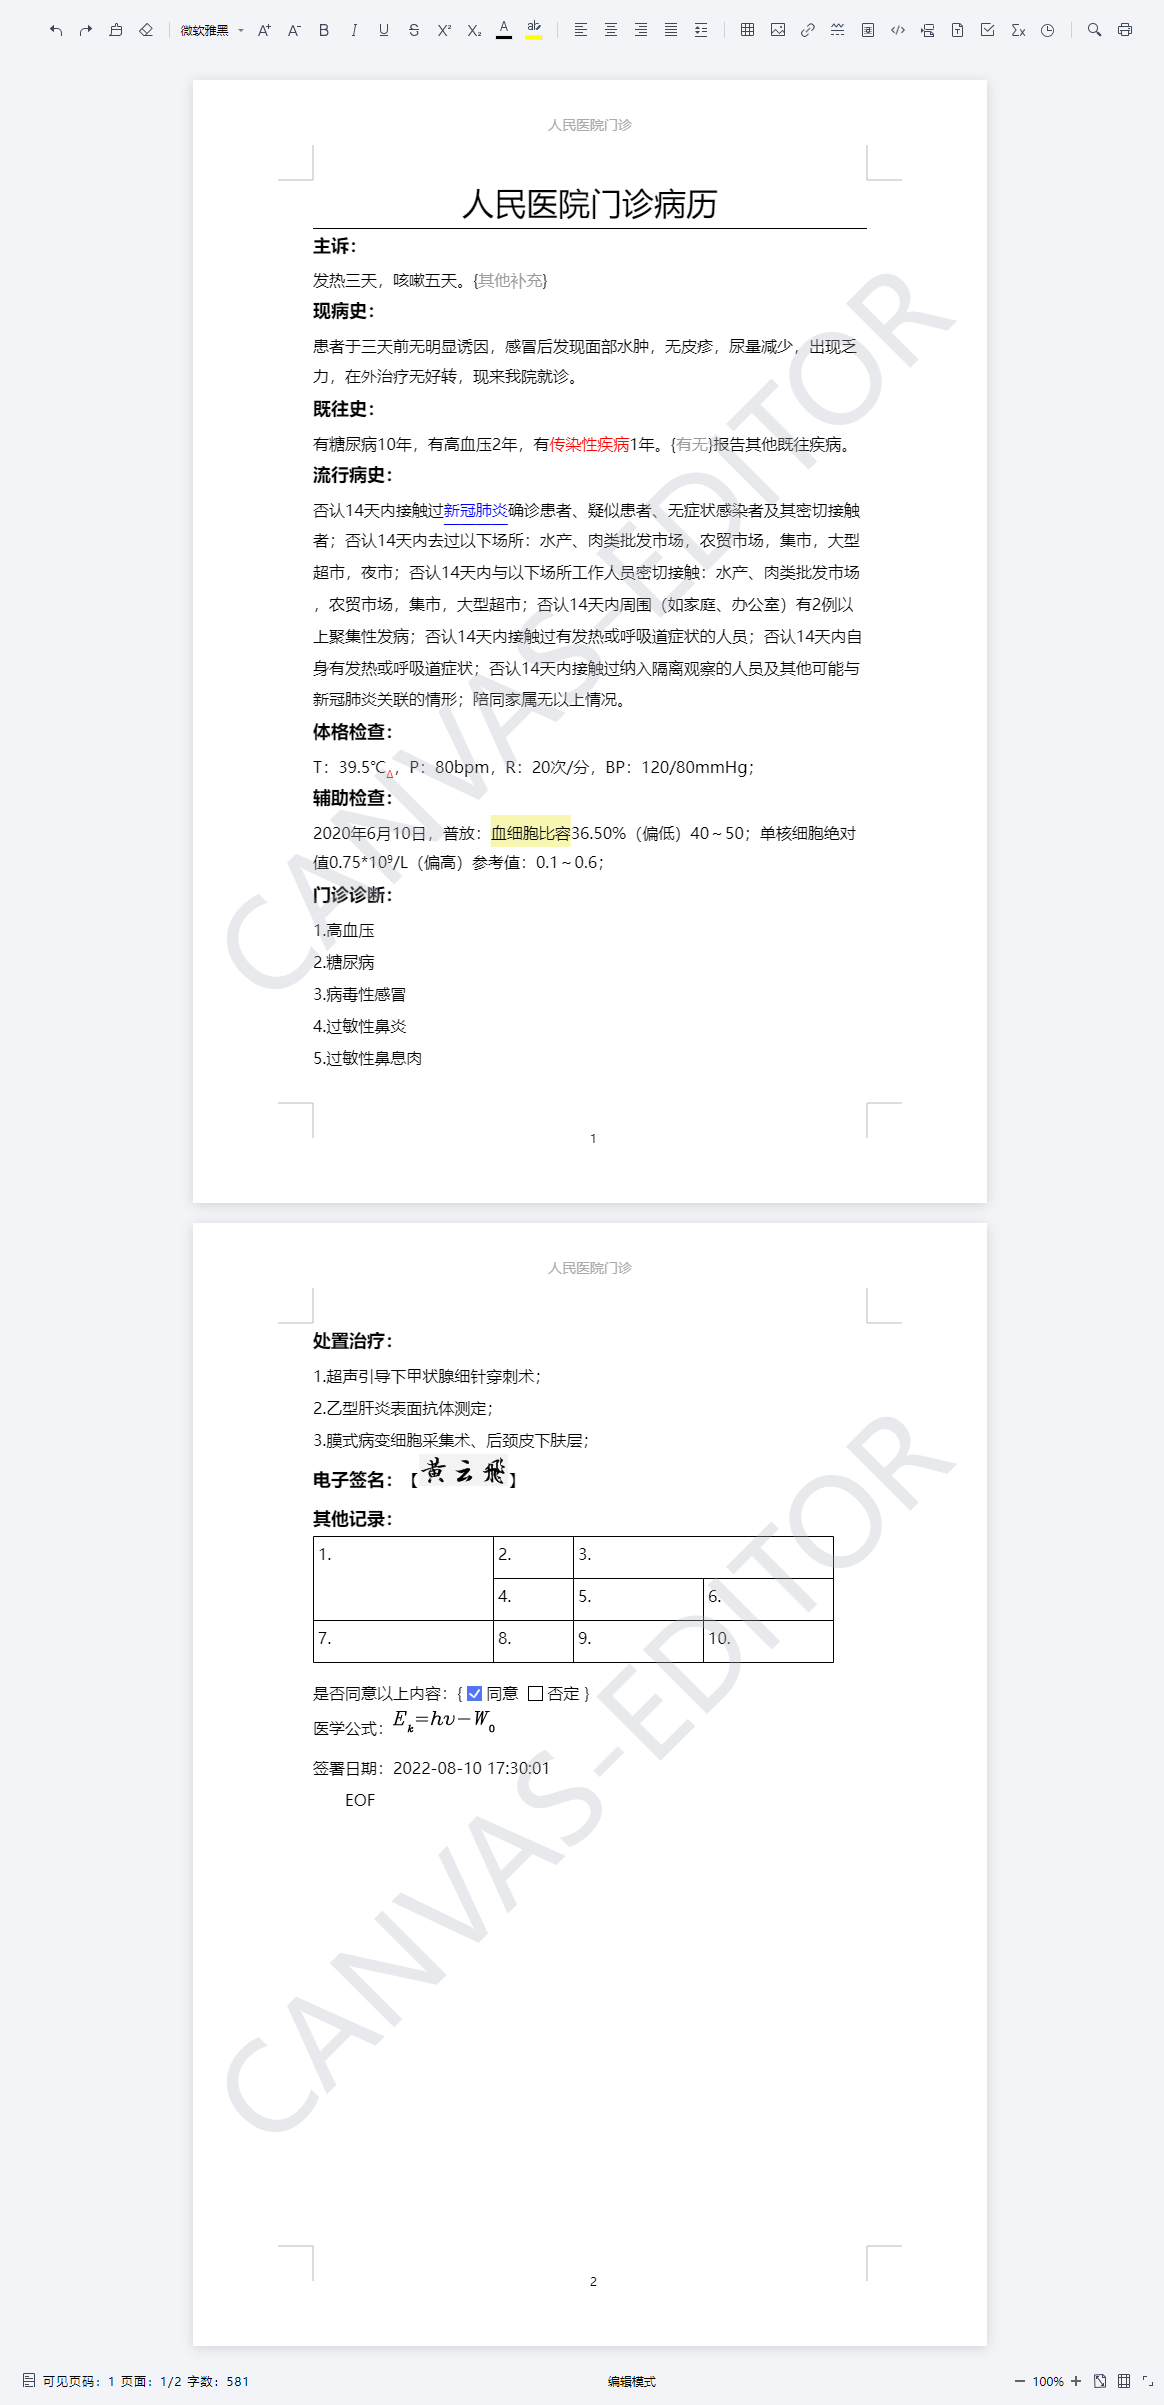 微软雅黑
人民医院门诊
人民医院门诊病历
主诉：
发热三天，咳嗽五天。{其他补充}
现病史：
患者于三天前无明显诱因，感冒后发现面部水肿，无皮疹，尿量减少，出现乏
力，在外治疗无好转，现来我院就诊。
既往史：
有糖尿病10年，有高血压2年，有传染性疾病1年。{有无}报告其他既往疾病。
流行病史：
否认14天内接触过新冠肺炎确诊患者、疑似患者、无症状感染者及其密切接触
者；否认14天内去过以下场所：水产、肉类批发市场，农贸市场，集市，大型
超市，夜市；否认14天内与以下场所工作人员密切接触：水产、肉类批发市场
，农贸市场，集市，大型超市；否认14天内周围（如家庭、办公室）有2例以
上聚集性发病；否认14天内接触过有发热或呼吸道症状的人员；否认14天内自
身有发热或呼吸道症状；否认14天内接触过纳入隔离观察的人员及其他可能与
新冠肺炎关联的情形；陪同家属无以上情况。
体格检查：
T：39.5℃△，P：80bpm，R：20次/分，BP：120/80mmHg；
辅助检查：
2020年6月10日，普放：血细胞比容36.50%（偏低）40～50；单核细胞绝对
值0.75*10⁹/L（偏高）参考值：0.1～0.6；
门诊诊断：
1.高血压
2.糖尿病
3.病毒性感冒
4.过敏性鼻炎
5.过敏性鼻息肉
CANVAS-EDITOR
1
人民医院门诊
处置治疗：
1.超声引导下甲状腺细针穿刺术；
2.乙型肝炎表面抗体测定；
3.膜式病变细胞采集术、后颈皮下肤层；
电子签名：【黄云飛】
其他记录：
1. 2. 3.
4. 5. 6.
7. 8. 9. 10.
是否同意以上内容：{ ☑ 同意 □ 否定 }
医学公式：Eₖ=hυ−W₀
签署日期：2022-08-10 17:30:01
EOF
CANVAS-EDITOR
2
可见页码：1 页面：1/2 字数：581 编辑模式 100%